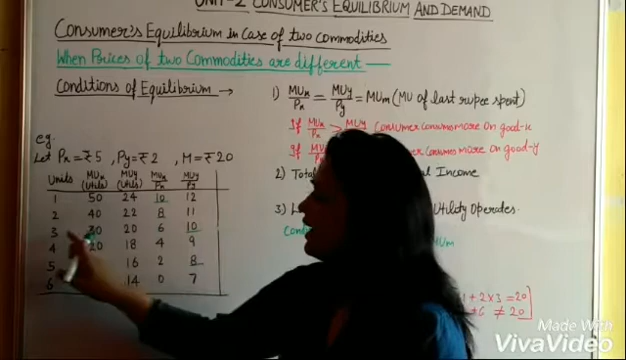 UNIT-2 CONSUMER'S EQUILIBRIUM AND DEMAND
Consumer's Equilibrium in Case of two Commodities
When Prices of two Commodities are different —
Conditions of Equilibrium →
1) MUx/Px = MUy/Py = MUm (MU of last rupee spent)
If MUx/Px > MUy/Py Consumer consumes more on good-x
If MUx Consumer consumes more on good-y
2) Total Income
3) Utility Operates.
MUm
1 + 2x3 = 20
+6 ≠ 20
eg.
Let Px = ₹5, Py = ₹2, M = ₹20
Units MUx (Utils) MUy (Utils) MUx/Px MUy/Py
1 50 24 10 12
2 40 22 8 11
3 30 20 6 10
4 20 18 4 9
5 16 2 8
6 14 0 7
Made With
VivaVideo